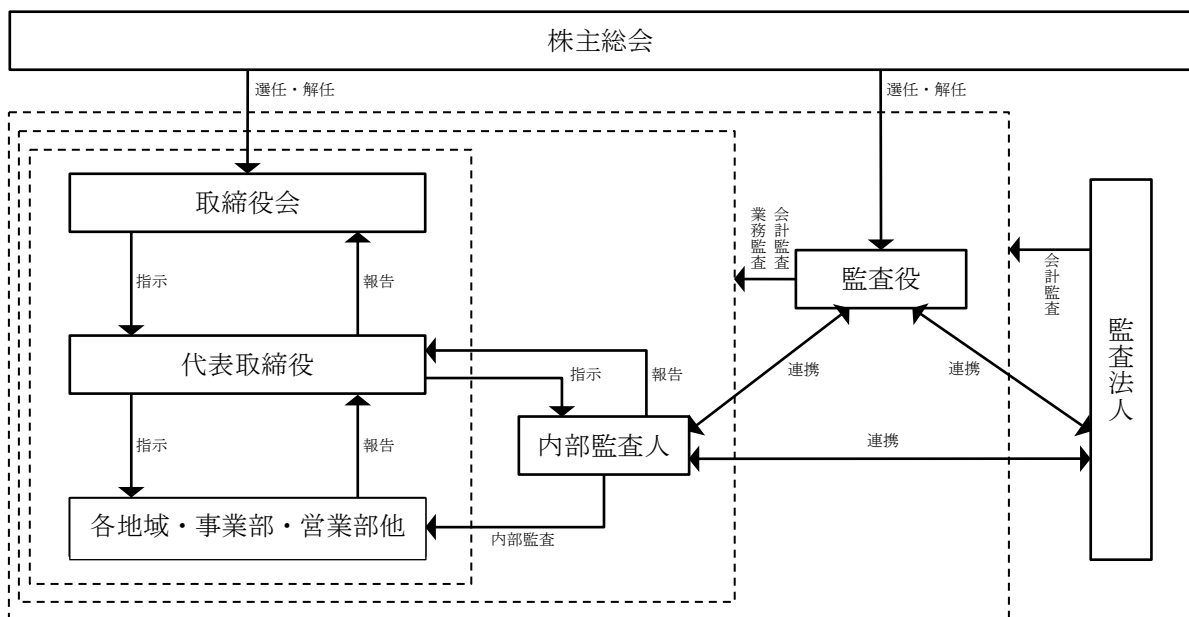 株主総会
選任・解任
選任・解任
取締役会
会計監査
業務監査
監査役
会計監査
監査法人
指示
報告
代表取締役
指示
報告
連携
連携
指示
報告
内部監査人
連携
各地域・事業部・営業部他
内部監査